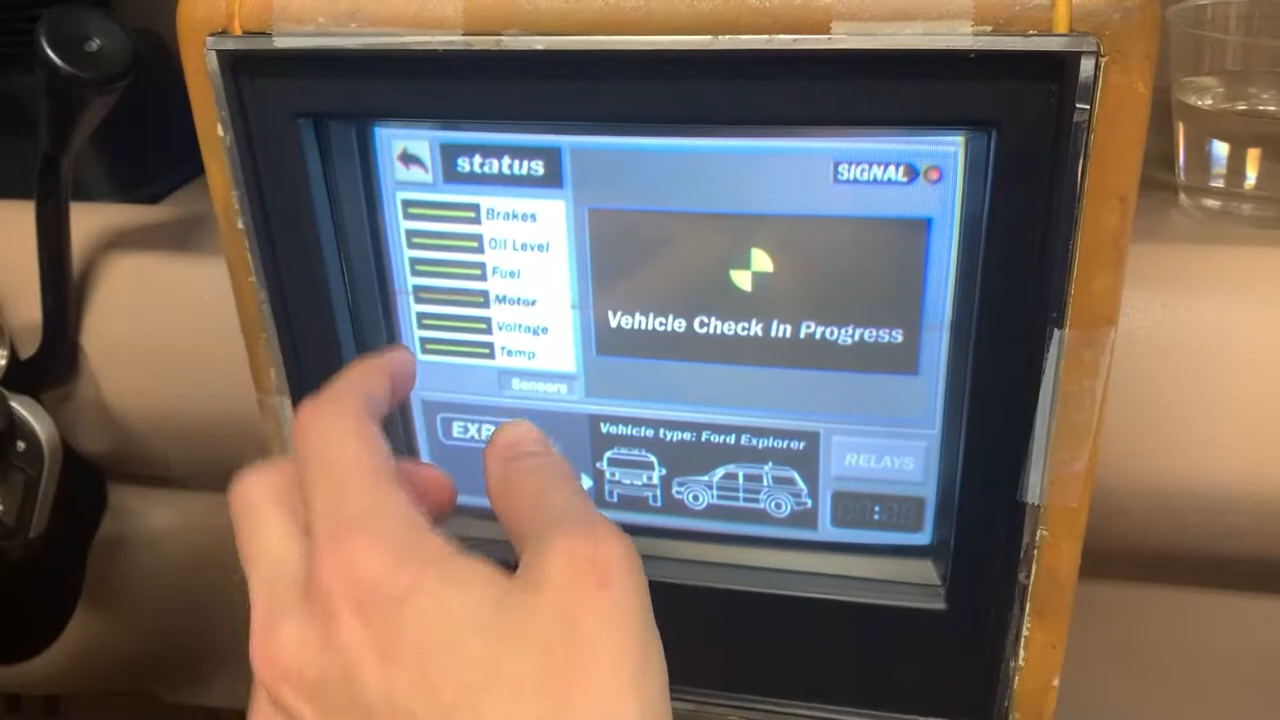 status
SIGNAL
Brakes
Oil Level
Fuel
Motor
Voltage
Temp.
Vehicle Check In Progress
Sensors
Vehicle type: Ford Explorer
RELAYS